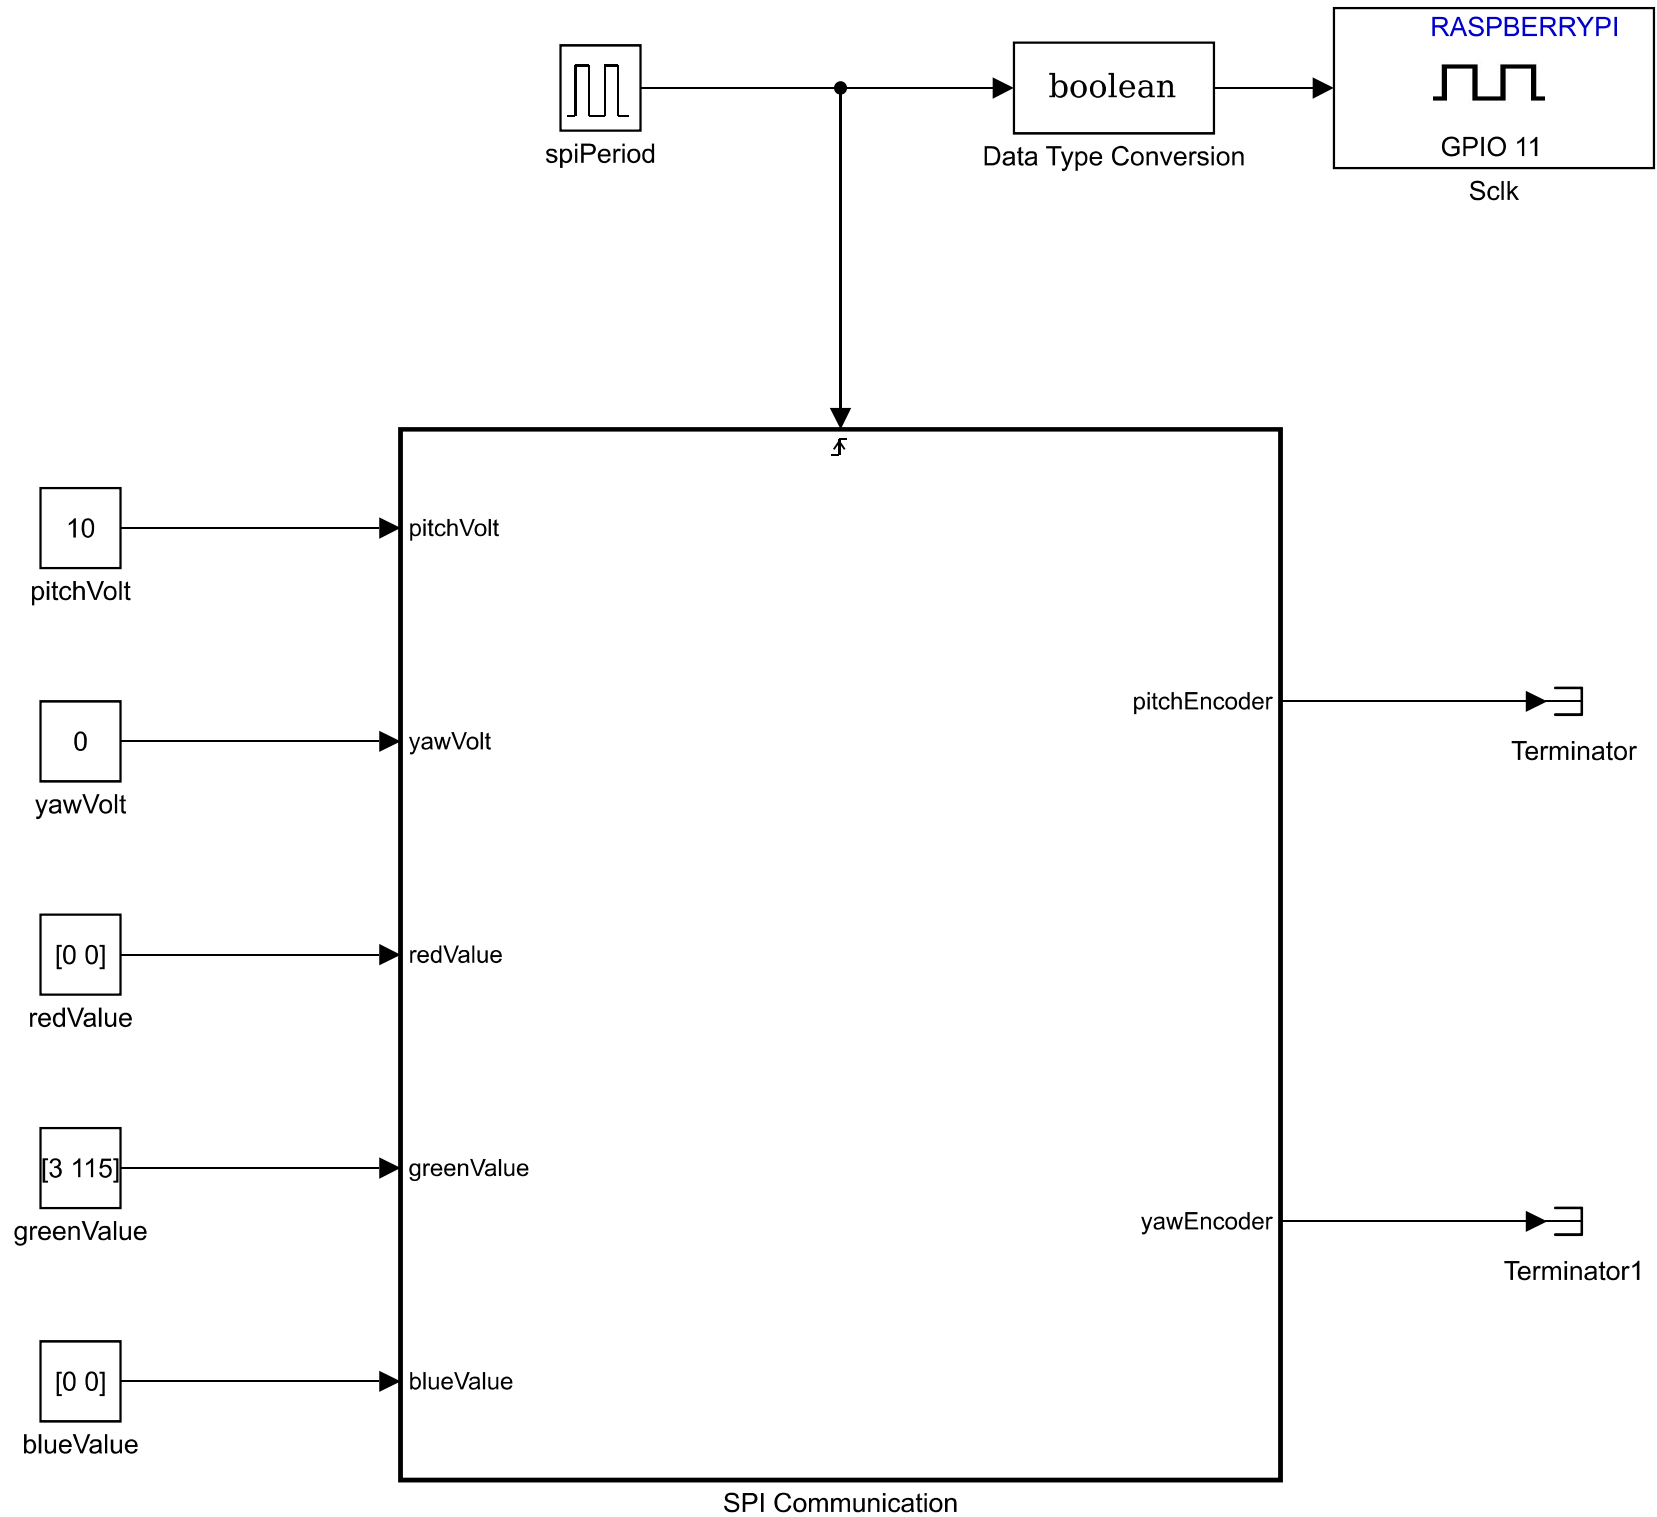 RASPBERRYPI
boolean
GPIO 11
spiPeriod
Data Type Conversion
Sclk
10
pitchVolt
pitchVolt
pitchEncoder
0
yawVolt
yawVolt
Terminator
[0 0]
redValue
redValue
[3 115]
greenValue
greenValue
yawEncoder
Terminator1
[0 0]
blueValue
blueValue
SPI Communication